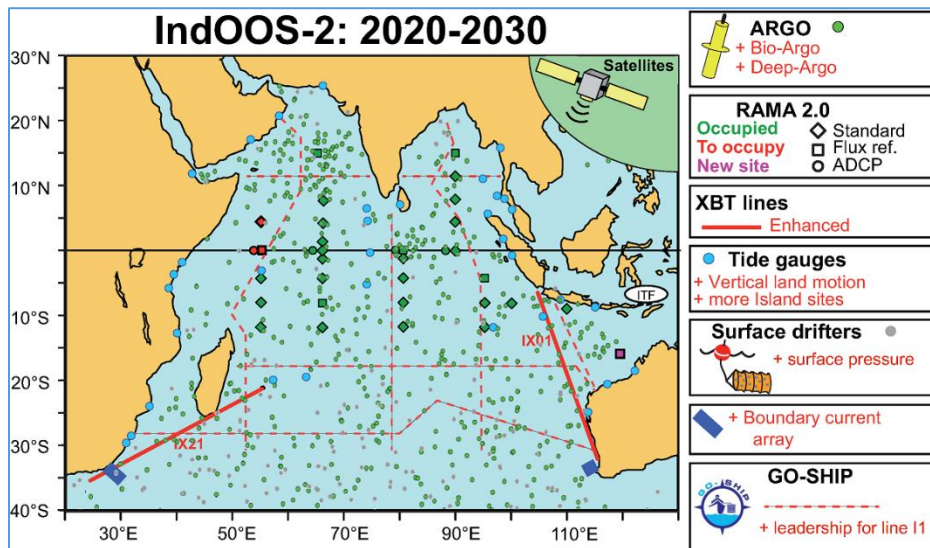 IndOOS-2: 2020-2030
30°N
20°N
10°N
0°
10°S
20°S
30°S
40°S
30°E
50°E
70°E
90°E
110°E
Satellites
ITF
IX01
IX21
ARGO
+ Bio-Argo
+ Deep-Argo
RAMA 2.0
Occupied
To occupy
New site
Standard
Flux ref.
ADCP
XBT lines
Enhanced
Tide gauges
+ Vertical land motion
+ more Island sites
Surface drifters
+ surface pressure
+ Boundary current
array
GO-SHIP
GO-SHIP
+ leadership for line I1